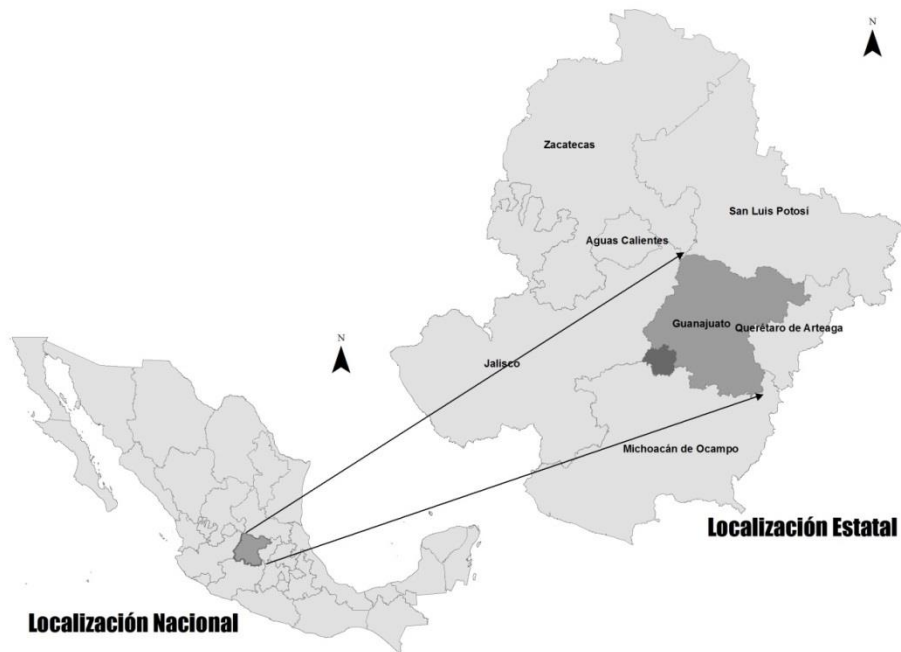 N
Zacatecas
San Luis Potosí
Aguas Calientes
Guanajuato
Querétaro de Arteaga
N
Jalisco
Michoacán de Ocampo
Localización Estatal
Localización Nacional